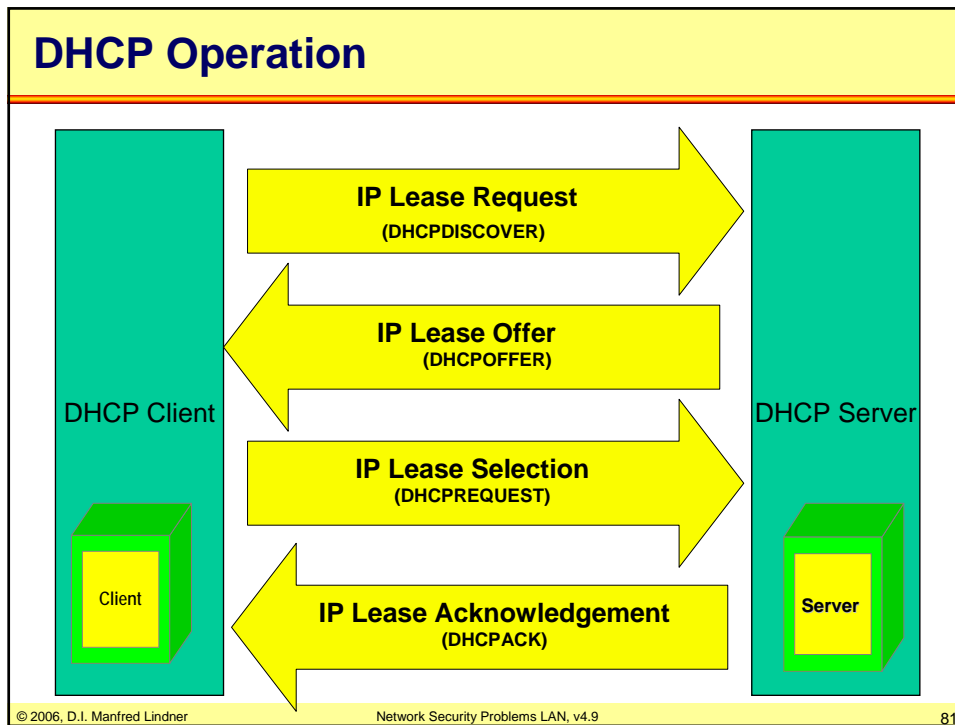 DHCP Operation
IP Lease Request
(DHCPDISCOVER)
IP Lease Offer
(DHCPOFFER)
DHCP Client
DHCP Server
IP Lease Selection
(DHCPREQUEST)
Client
Server
IP Lease Acknowledgement
(DHCPACK)
© 2006, D.I. Manfred Lindner
Network Security Problems LAN, v4.9
81